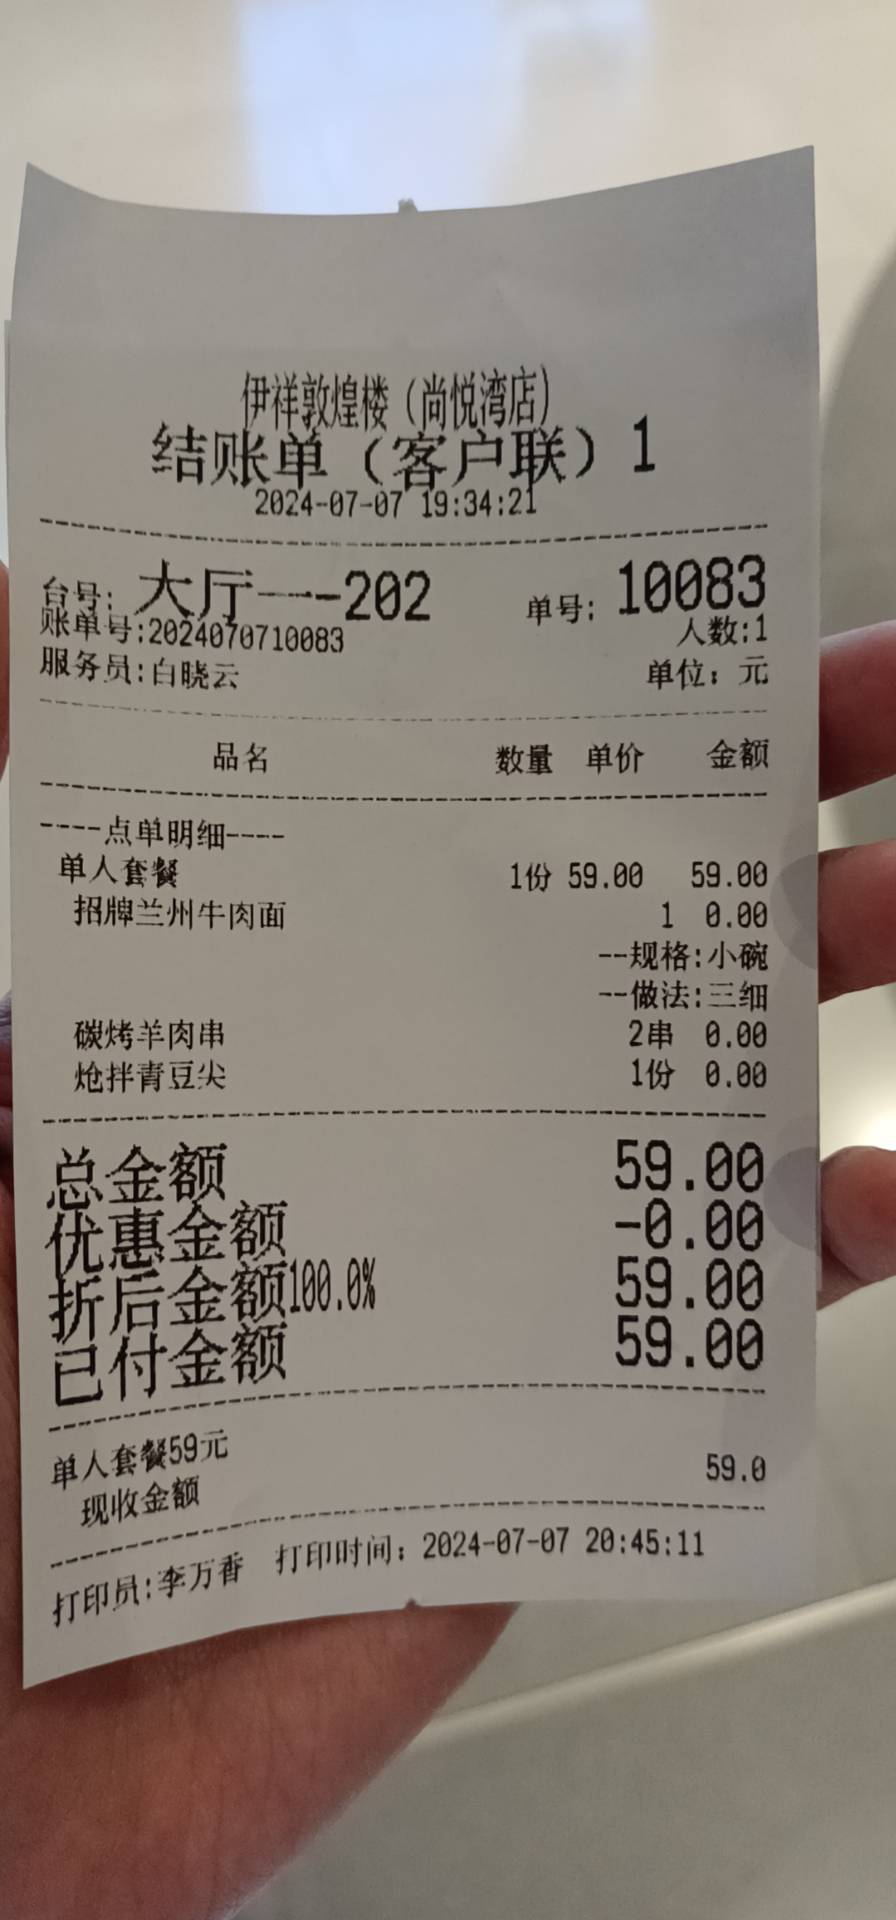 伊祥敦煌楼（尚悦湾店）
结账单（客户联）1
2024-07-07 19:34:21
台号: 大厅一--202 单号: 10083
账单号:2024070710083 人数:1
服务员:白晓云 单位: 元
品名 数量 单价 金额
----点单明细----
单人套餐 1份 59.00 59.00
招牌兰州牛肉面 1 0.00
--规格:小碗
--做法:三细
碳烤羊肉串 2串 0.00
炝拌青豆尖 1份 0.00
总金额 59.00
优惠金额 -0.00
折后金额100.0% 59.00
已付金额 59.00
单人套餐59元 59.0
现收金额
打印员:李万香 打印时间: 2024-07-07 20:45:11